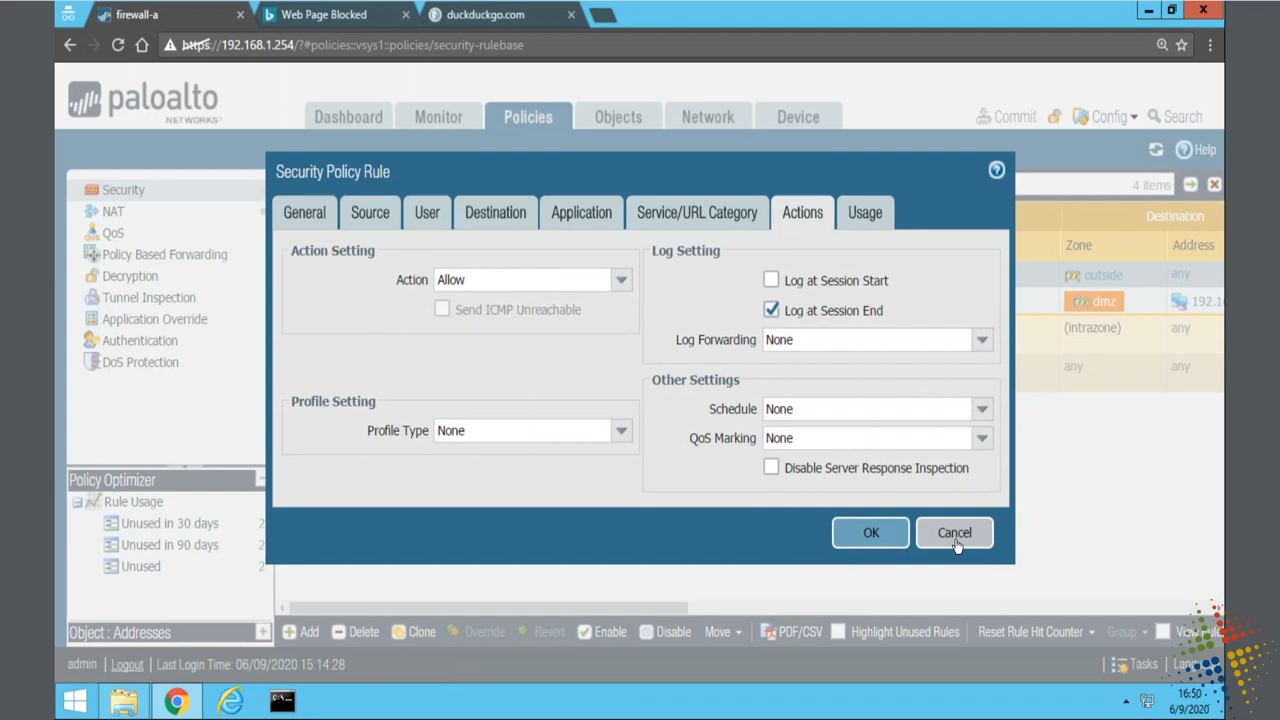 firewall-a
Web Page Blocked
duckduckgo.com
https://192.168.1.254/?#policies::vsys1::policies/security-rulebase
paloalto
NETWORKS
Dashboard
Monitor
Policies
Objects
Network
Device
Commit
Config
Search
Help
Security
NAT
QoS
Policy Based Forwarding
Decryption
Tunnel Inspection
Application Override
Authentication
DoS Protection
4 items
Destination
Zone
Address
outside
any
dmz
192.1
(intrazone)
any
any
any
Security Policy Rule
General
Source
User
Destination
Application
Service/URL Category
Actions
Usage
Action Setting
Action
Allow
Send ICMP Unreachable
Profile Setting
Profile Type
None
Log Setting
Log at Session Start
Log at Session End
Log Forwarding
None
Other Settings
Schedule
None
QoS Marking
None
Disable Server Response Inspection
OK
Cancel
Policy Optimizer
Rule Usage
Unused in 30 days
2
Unused in 90 days
2
Unused
2
Object : Addresses
Add
Delete
Clone
Override
Revert
Enable
Disable
Move
PDF/CSV
Highlight Unused Rules
Reset Rule Hit Counter
Group
admin
Logout
Last Login Time: 06/09/2020 15:14:28
Tasks
16:50
6/9/2020